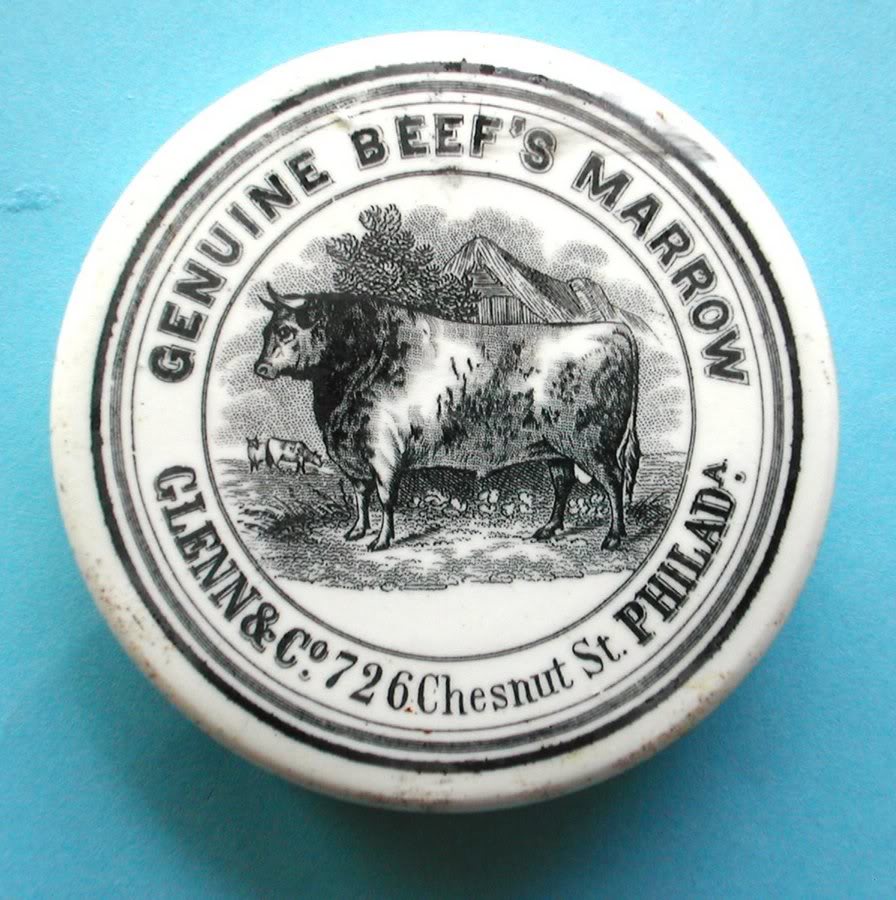 GENUINE BEEF'S MARROW
GLENN & Co. 726 Chesnut St. PHILADA.